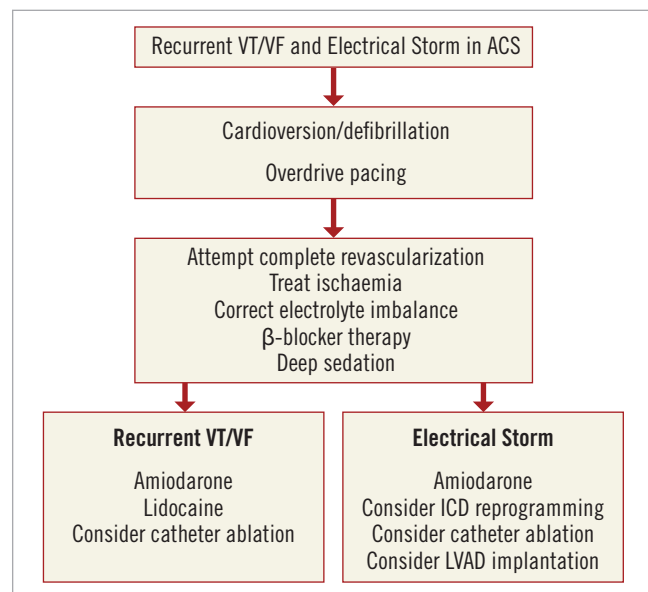 Recurrent VT/VF and Electrical Storm in ACS
Cardioversion/defibrillation
Overdrive pacing
Attempt complete revascularization
Treat ischaemia
Correct electrolyte imbalance
β-blocker therapy
Deep sedation
Recurrent VT/VF
Amiodarone
Lidocaine
Consider catheter ablation
Electrical Storm
Amiodarone
Consider ICD reprogramming
Consider catheter ablation
Consider LVAD implantation